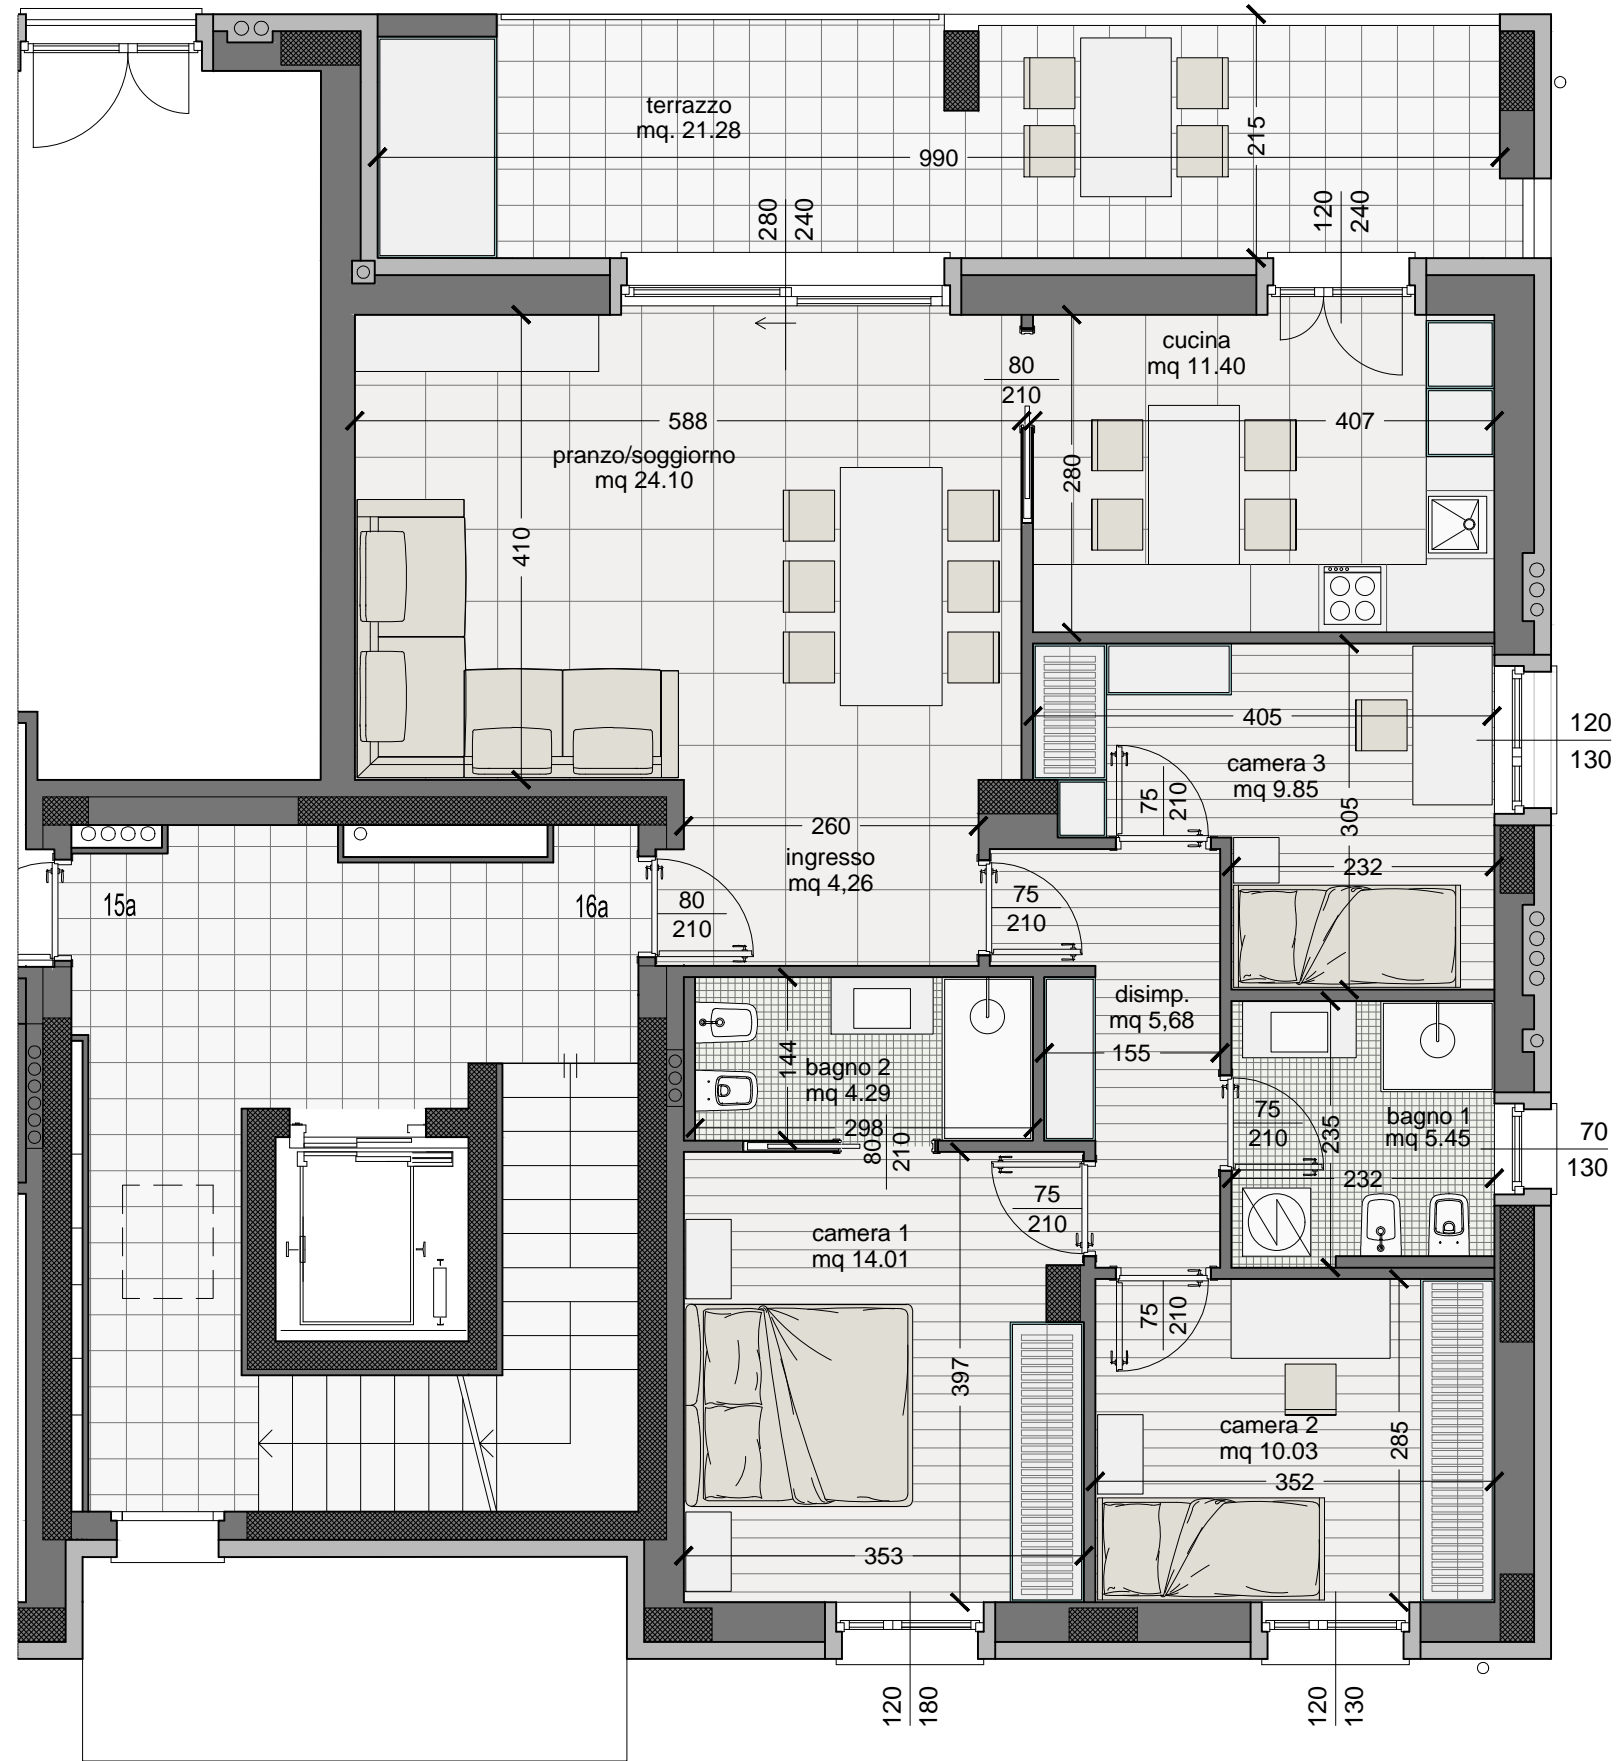 terrazzo
mq. 21.28
990
215
280
240
120
240
cucina
mq 11.40
80
210
588
407
pranzo/soggiorno
mq 24.10
280
410
405
120
130
camera 3
mq 9.85
75
210
305
260
ingresso
mq 4,26
232
15a
16a
80
210
75
210
disimp.
mq 5,68
155
144
bagno 2
mq 4.29
298
80
210
75
210
235
bagno 1
mq 5.45
232
70
130
75
210
camera 1
mq 14.01
75
210
397
camera 2
mq 10.03
285
352
353
120
180
120
130